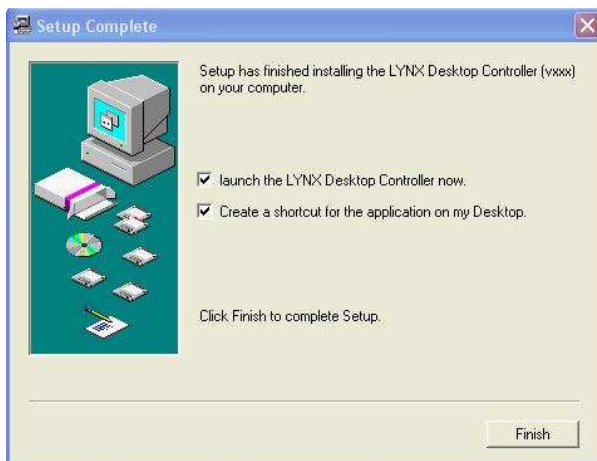 Setup Complete
Setup has finished installing the LYNX Desktop Controller (vxxx)
on your computer.
launch the LYNX Desktop Controller now.
Create a shortcut for the application on my Desktop.
Click Finish to complete Setup.
Finish